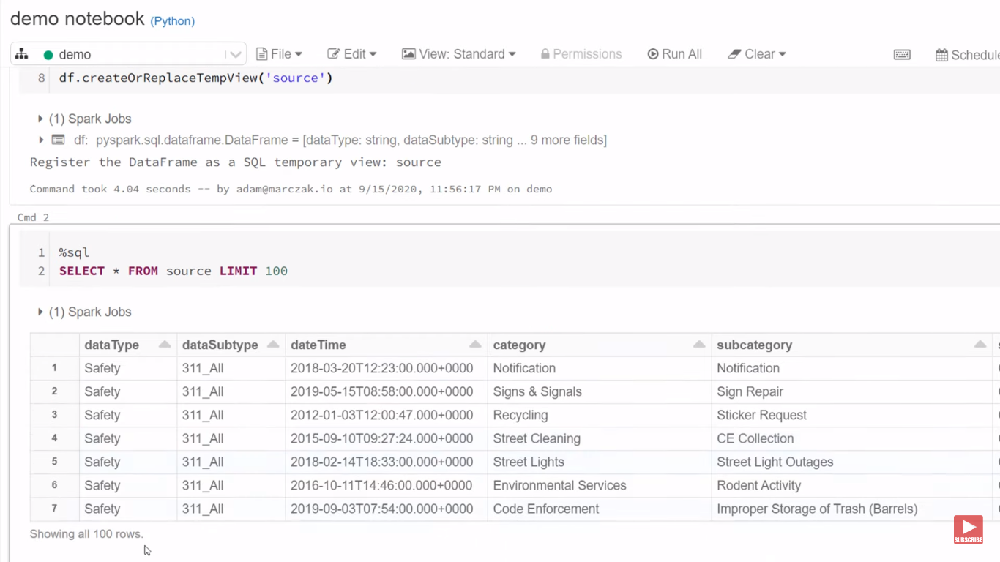 demo notebook (Python)
demo File Edit View: Standard Permissions Run All Clear Schedule
8 df.createOrReplaceTempView('source')
(1) Spark Jobs
df: pyspark.sql.dataframe.DataFrame = [dataType: string, dataSubtype: string ... 9 more fields]
Register the DataFrame as a SQL temporary view: source
Command took 4.04 seconds -- by adam@marczak.io at 9/15/2020, 11:56:17 PM on demo
Cmd 2
1 %sql
2 SELECT * FROM source LIMIT 100
(1) Spark Jobs
dataType dataSubtype dateTime category subcategory
1 Safety 311_All 2018-03-20T12:23:00.000+0000 Notification Notification
2 Safety 311_All 2019-05-15T08:58:00.000+0000 Signs & Signals Sign Repair
3 Safety 311_All 2012-01-03T12:00:47.000+0000 Recycling Sticker Request
4 Safety 311_All 2015-09-10T09:27:24.000+0000 Street Cleaning CE Collection
5 Safety 311_All 2018-02-14T18:33:00.000+0000 Street Lights Street Light Outages
6 Safety 311_All 2016-10-11T14:46:00.000+0000 Environmental Services Rodent Activity
7 Safety 311_All 2019-09-03T07:54:00.000+0000 Code Enforcement Improper Storage of Trash (Barrels)
Showing all 100 rows.
SUBSCRIBE